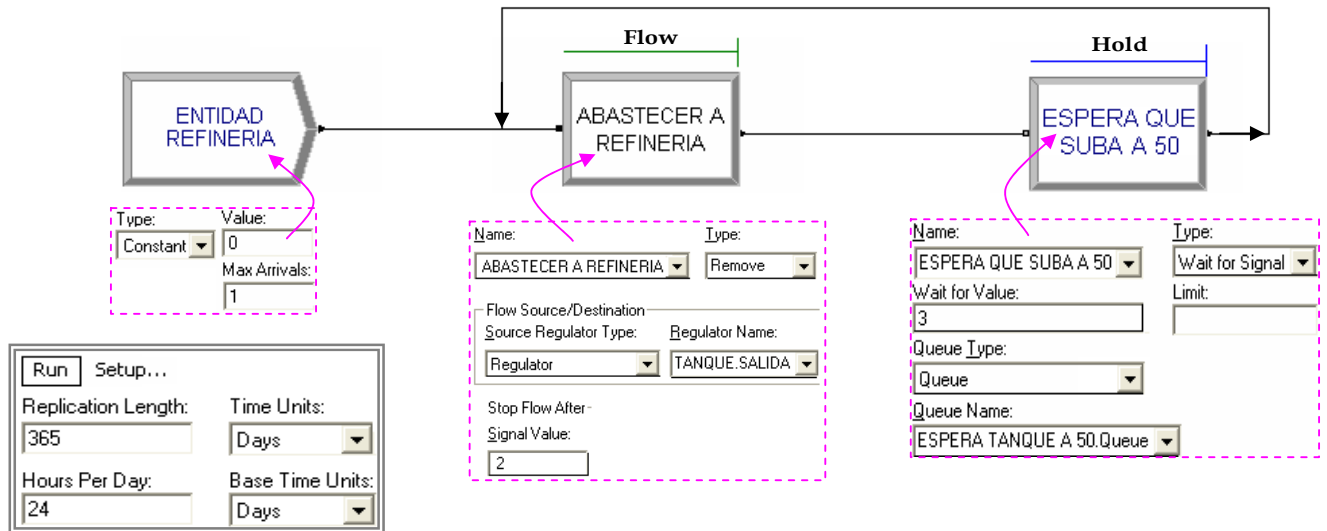 Flow
Hold
ENTIDAD
REFINERIA
ABASTECER A
REFINERIA
ESPERA QUE
SUBA A 50
Type:
Value:
Constant
0
Max Arrivals:
1
Name:
Type:
ABASTECER A REFINERIA
Remove
Flow Source/Destination
Source Regulator Type:
Regulator Name:
Regulator
TANQUE.SALIDA
Stop Flow After
Signal Value:
2
Name:
Type:
ESPERA QUE SUBA A 50
Wait for Signal
Wait for Value:
Limit:
3
Queue Type:
Queue
Queue Name:
ESPERA TANQUE A 50.Queue
Run Setup...
Replication Length:
Time Units:
365
Days
Hours Per Day:
Base Time Units:
24
Days